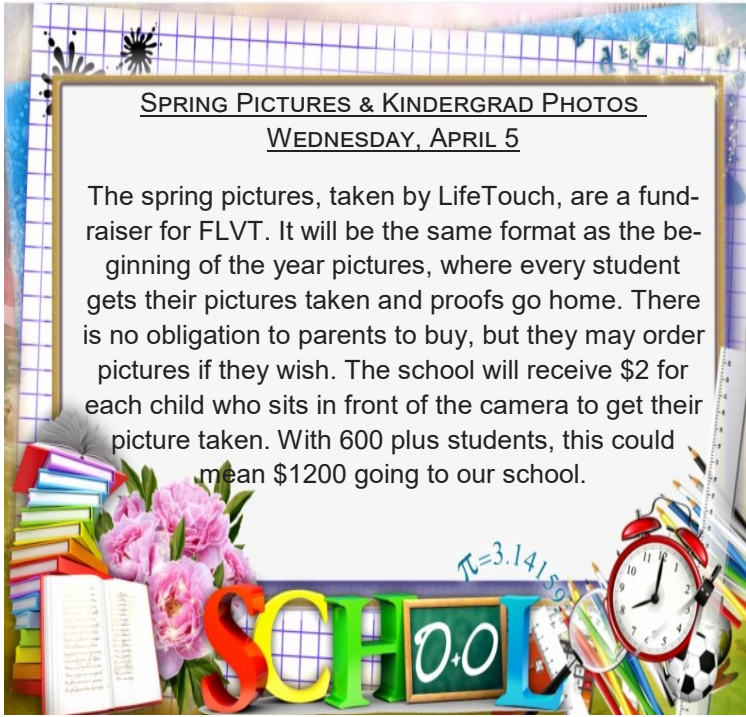 SPRING PICTURES & KINDERGRAD PHOTOS
WEDNESDAY, APRIL 5
The spring pictures, taken by LifeTouch, are a fund-
raiser for FLVT. It will be the same format as the be-
ginning of the year pictures, where every student
gets their pictures taken and proofs go home. There
is no obligation to parents to buy, but they may order
pictures if they wish. The school will receive $2 for
each child who sits in front of the camera to get their
picture taken. With 600 plus students, this could
mean $1200 going to our school.
π=3.14159
SCHOOL